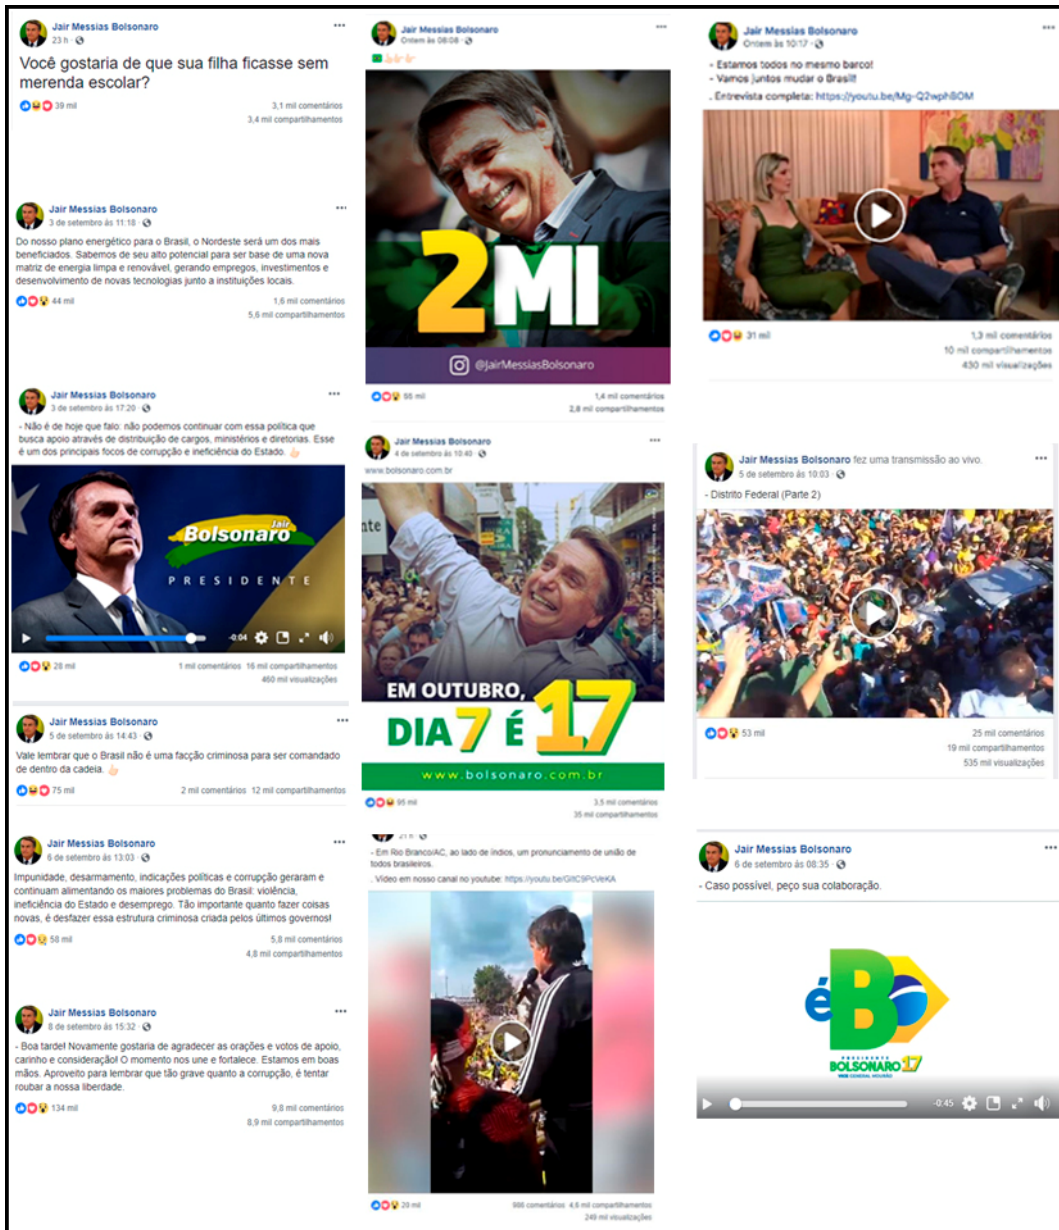 Jair Messias Bolsonaro
23 h
Você gostaria de que sua filha ficasse sem
merenda escolar?
39 mil
3,1 mil comentários
3,4 mil compartilhamentos
Jair Messias Bolsonaro
3 de setembro às 11:18
Do nosso plano energético para o Brasil, o Nordeste será um dos mais
beneficiados. Sabemos de seu alto potencial para ser base de uma nova
matriz de energia limpa e renovável, gerando empregos, investimentos e
desenvolvimento de novas tecnologias junto a instituições locais.
44 mil
1,6 mil comentários
5,6 mil compartilhamentos
Jair Messias Bolsonaro
3 de setembro às 17:20
- Não é de hoje que falo: não podemos continuar com essa política que
busca apoio através de distribuição de cargos, ministérios e diretorias. Esse
é um dos principais focos de corrupção e ineficiência do Estado.
Jair
Bolsonaro
PRESIDENTE
-0:04
28 mil
1 mil comentários 16 mil compartilhamentos
460 mil visualizações
Jair Messias Bolsonaro
5 de setembro às 14:43
Vale lembrar que o Brasil não é uma facção criminosa para ser comandado
de dentro da cadeia.
75 mil
2 mil comentários 12 mil compartilhamentos
Jair Messias Bolsonaro
6 de setembro às 13:03
Impunidade, desarmamento, indicações políticas e corrupção geraram e
continuam alimentando os maiores problemas do Brasil: violência,
ineficiência do Estado e desemprego. Tão importante quanto fazer coisas
novas, é desfazer essa estrutura criminosa criada pelos últimos governos!
58 mil
5,8 mil comentários
4,8 mil compartilhamentos
Jair Messias Bolsonaro
8 de setembro às 15:32
- Boa tarde! Novamente gostaria de agradecer as orações e votos de apoio,
carinho e consideração! O momento nos une e fortalece. Estamos em boas
mãos. Aproveito para lembrar que tão grave quanto a corrupção, é tentar
roubar a nossa liberdade.
134 mil
9,8 mil comentários
8,9 mil compartilhamentos
Jair Messias Bolsonaro
Ontem às 08:08
2MI
@JairMessiasBolsonaro
mil
1,4 mil comentários
2,8 mil compartilhamentos
Jair Messias Bolsonaro
4 de setembro às 10:40
www.bolsonaro.com.br
EM OUTUBRO,
DIA 7 É 17
www.bolsonaro.com.br
95 mil
3,5 mil comentários
35 mil compartilhamentos
21 h
- Em Rio Branco/AC, ao lado de índios, um pronunciamento de união de
todos brasileiros.
. Vídeo em nosso canal no youtube: https://youtu.be/GIItC9PcVeKA
mil
986 comentários 4,6 mil compartilhamentos
249 mil visualizações
Jair Messias Bolsonaro
Ontem às 10:17
- Estamos todos no mesmo barco!
- Vamos juntos mudar o Brasil!
. Entrevista completa: https://youtu.be/Mg-Q2wpihBOM
31 mil
1,3 mil comentários
10 mil compartilhamentos
430 mil visualizações
Jair Messias Bolsonaro fez uma transmissão ao vivo.
5 de setembro às 10:03
- Distrito Federal (Parte 2)
53 mil
25 mil comentários
19 mil compartilhamentos
535 mil visualizações
Jair Messias Bolsonaro
6 de setembro às 08:35
- Caso possível, peço sua colaboração.
éB
PRESIDENTE
BOLSONARO 17
VICE GENERAL MOURÃO
-0:45